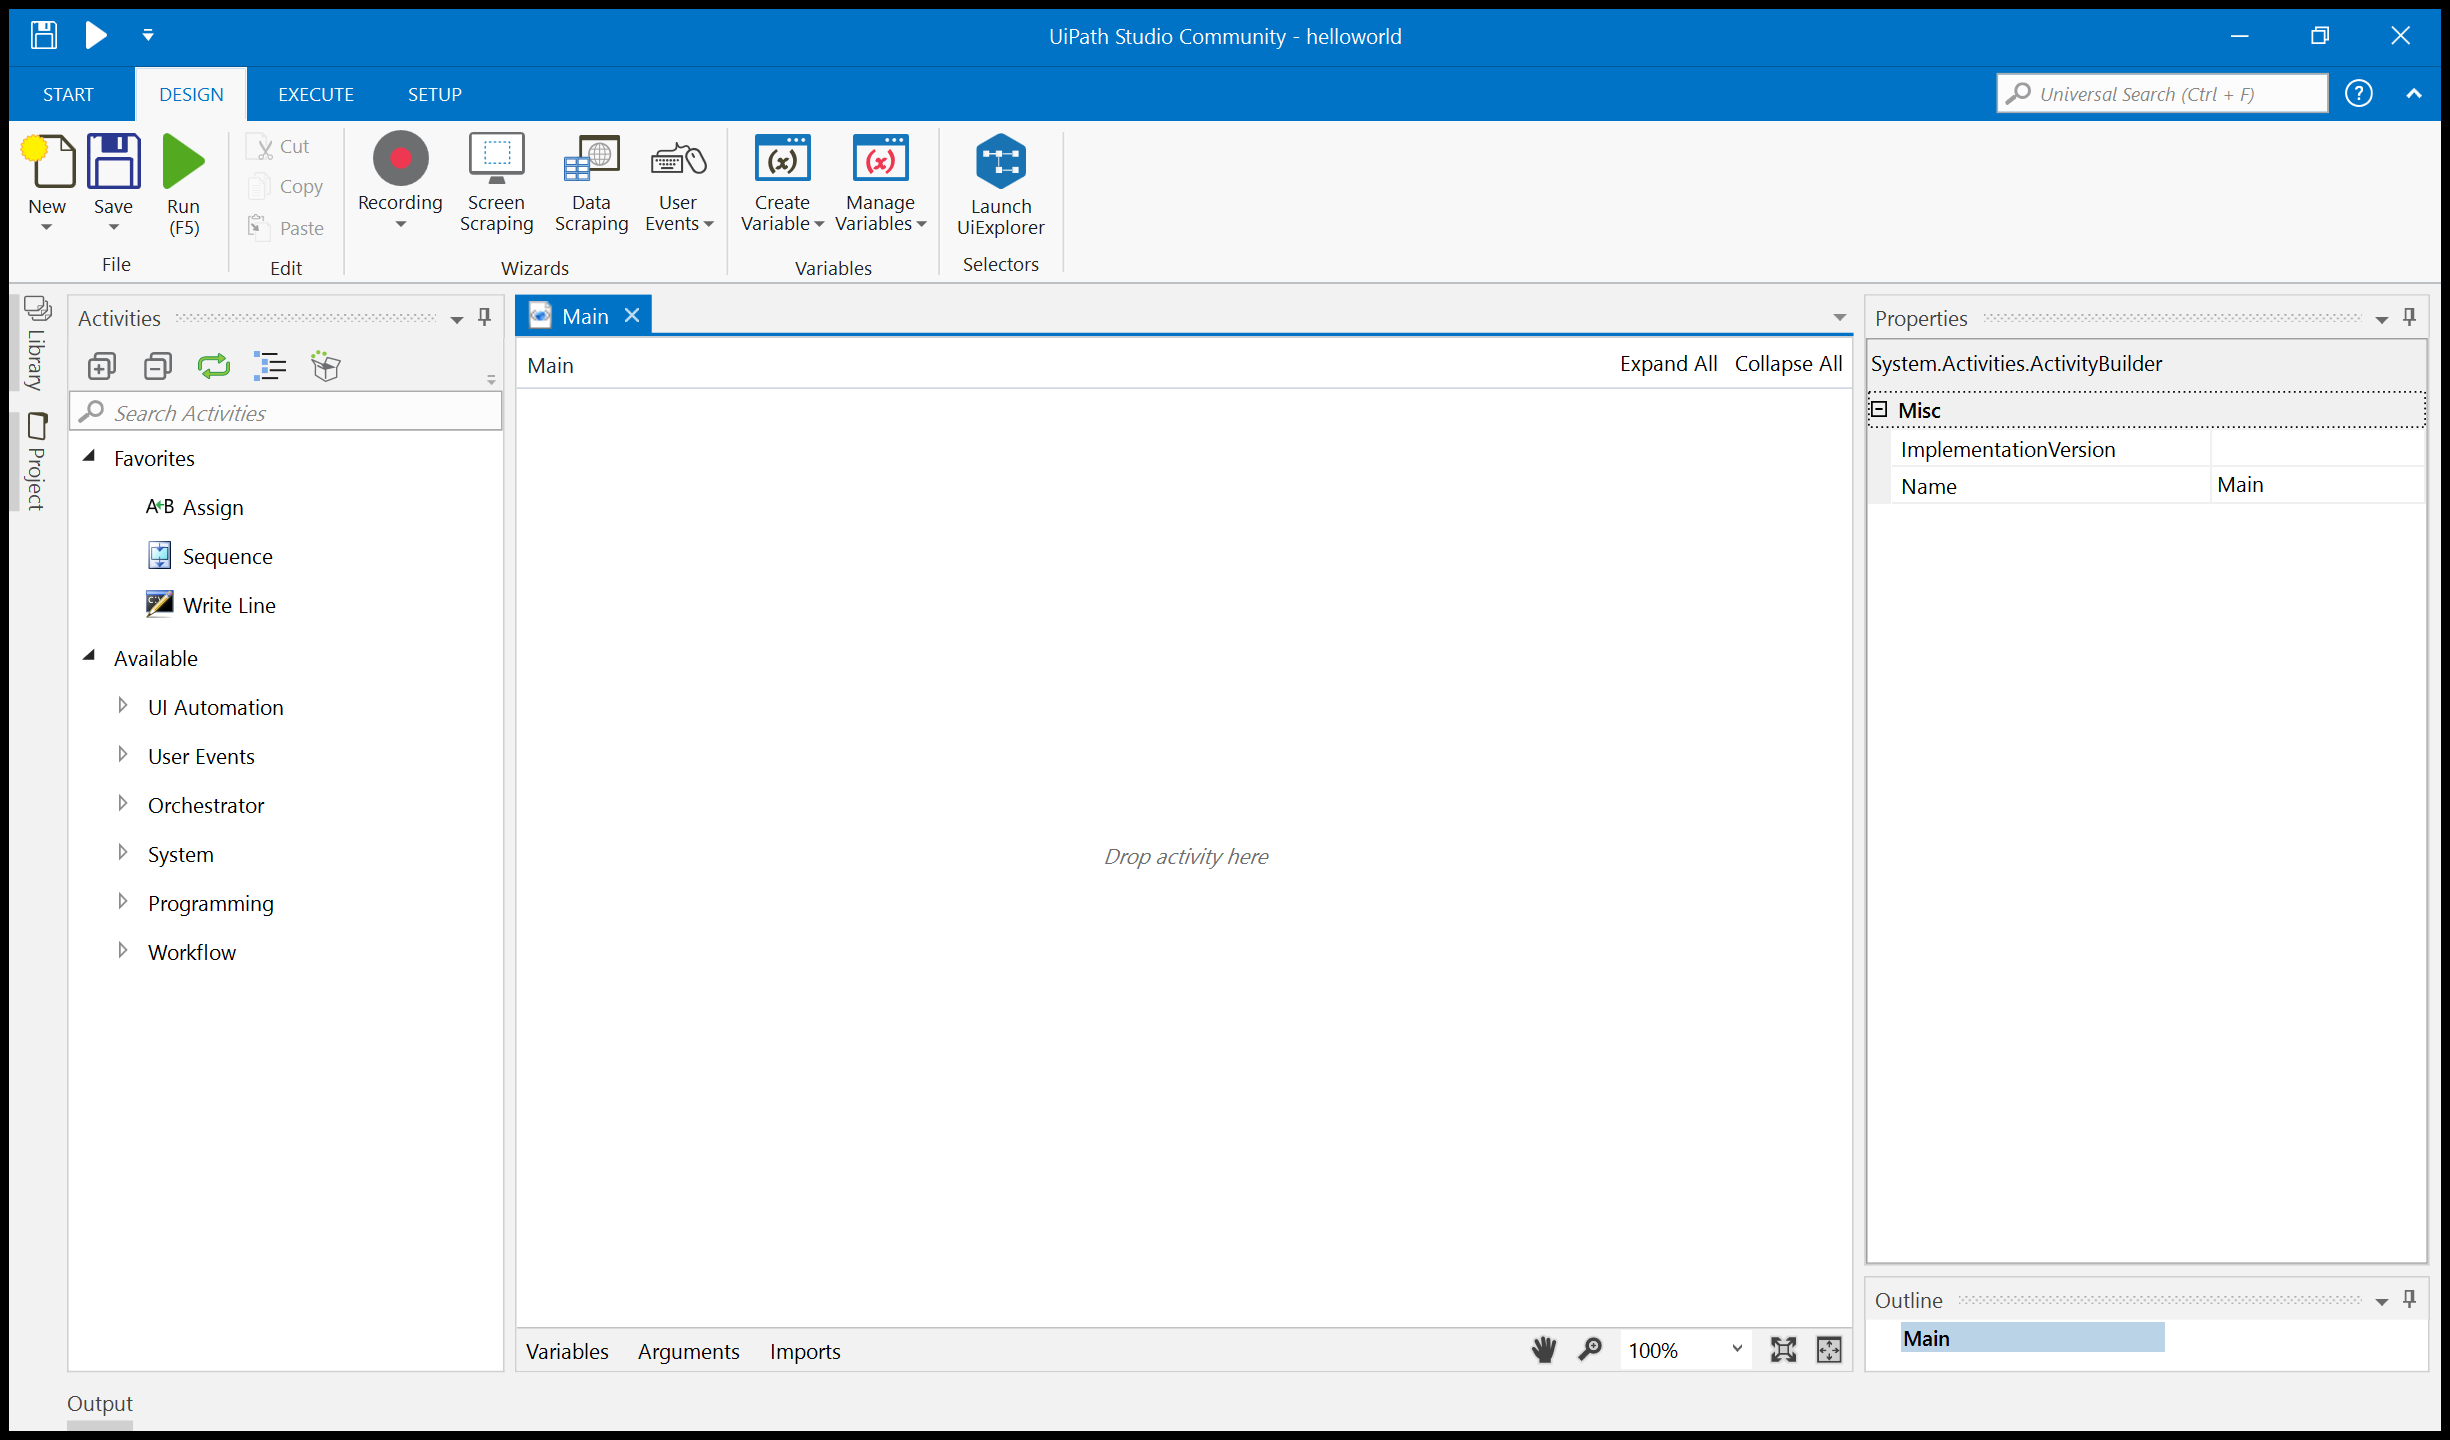 UiPath Studio Community - helloworld
START DESIGN EXECUTE SETUP
Universal Search (Ctrl + F)
New
Save
Run
(F5)
File
Cut
Copy
Paste
Edit
Recording
Screen
Scraping
Data
Scraping
User
Events
Wizards
Create
Variable
Manage
Variables
Variables
Launch
UiExplorer
Selectors
Library
Project
Activities
Search Activities
Favorites
A B Assign
Sequence
Write Line
Available
UI Automation
User Events
Orchestrator
System
Programming
Workflow
Main
Main
Expand All Collapse All
Drop activity here
Variables Arguments Imports
100%
Properties
System.Activities.ActivityBuilder
Misc
ImplementationVersion
Name Main
Outline
Main
Output